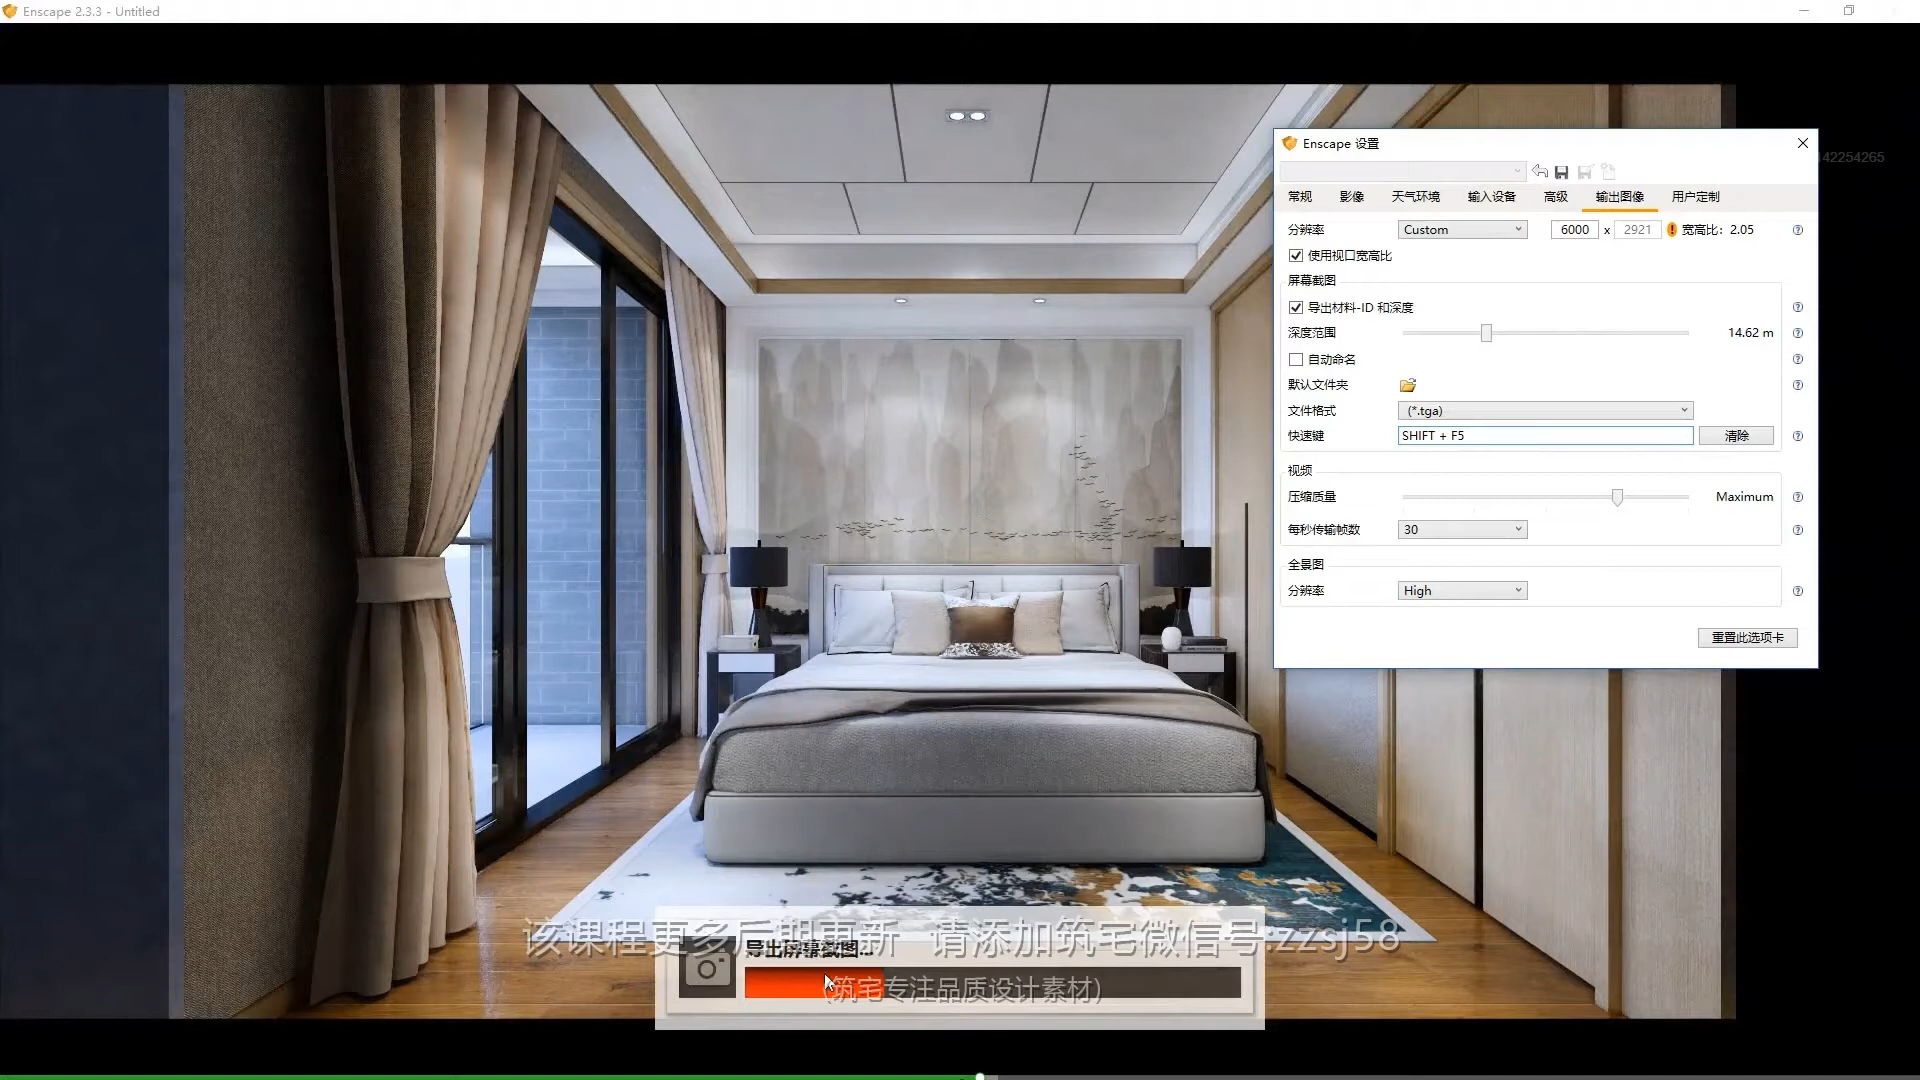 Enscape 2.3.3 - Untitled
Enscape 设置
142254265
常规 影像 天气环境 输入设备 高级 输出图像 用户定制
分辨率 Custom 6000 x 2921 宽高比: 2.05
使用视口宽高比
屏幕截图
导出材料-ID 和深度
深度范围 14.62 m
自动命名
默认文件夹
文件格式 (*.tga)
快速键 SHIFT + F5 清除
视频
压缩质量 Maximum
每秒传输帧数 30
全景图
分辨率 High
重置此选项卡
该课程更多后期更新 请添加筑宅微信号:zzsj58
导出屏幕截图...
(筑宅专注品质设计素材)